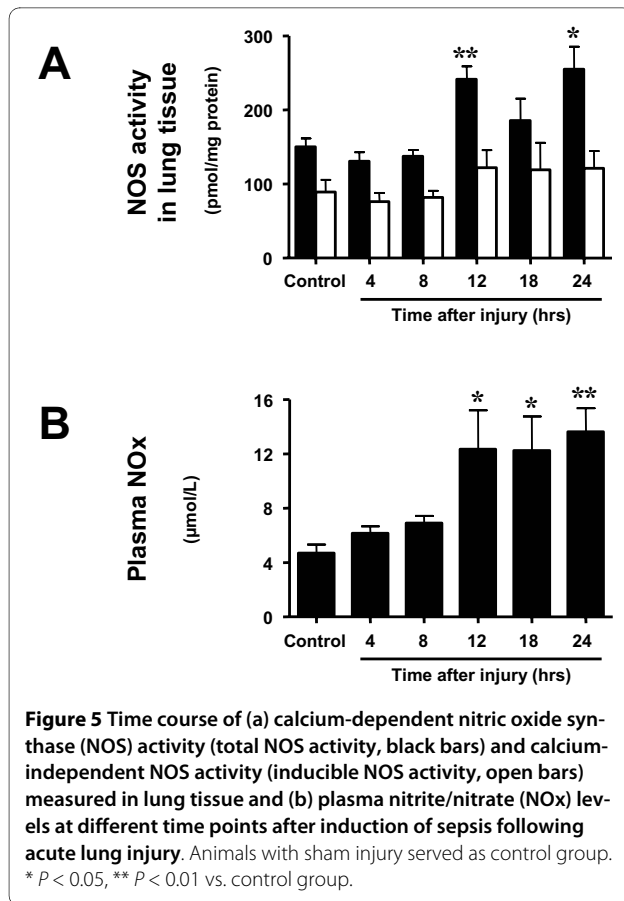 A
NOS activity
in lung tissue
(pmol/mg protein)
300
200
100
0
**
*
Control 4 8 12 18 24
Time after injury (hrs)
B
Plasma NOx
(µmol/L)
16
12
8
4
0
*
*
**
Control 4 8 12 18 24
Time after injury (hrs)
Figure 5 Time course of (a) calcium-dependent nitric oxide syn-
thase (NOS) activity (total NOS activity, black bars) and calcium-
independent NOS activity (inducible NOS activity, open bars)
measured in lung tissue and (b) plasma nitrite/nitrate (NOx) lev-
els at different time points after induction of sepsis following
acute lung injury. Animals with sham injury served as control group.
* P < 0.05, ** P < 0.01 vs. control group.